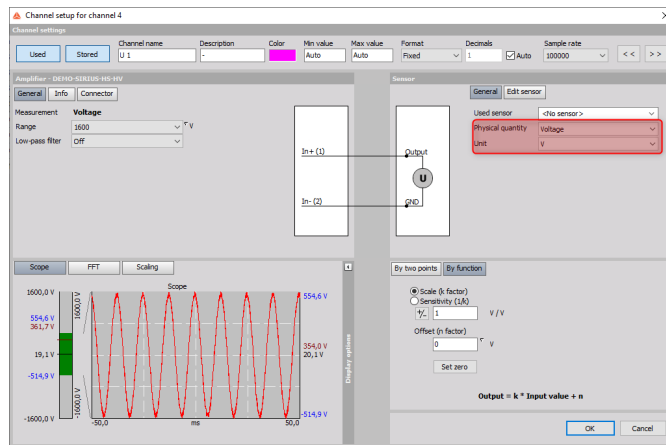 Channel setup for channel 4
Channel settings
Used
Stored
Channel name
U 1
Description
-
Color
Min value
Auto
Max value
Auto
Format
Fixed
Decimals
1
Auto
Sample rate
100000
<< >>
Amplifier - DEMO-SIRIUS-HS-HV
General Info Connector
Measurement Voltage
Range 1600 V
Low-pass filter Off
In+ (1)
In- (2)
Sensor
General Edit sensor
Used sensor <No sensor>
Physical quantity Voltage
Unit V
Output
U
GND
Scope FFT Scaling
Scope
1600,0 V
554,6 V
361,7 V
19,1 V
-514,9 V
-1600,0 V
1600,0 V
-1600,0 V
554,6 V
354,0 V
20,1 V
-514,9 V
-50,0 ms 50,0
Display options
By two points By function
Scale (k factor)
Sensitivity (1/k)
+/_ 1 V / V
Offset (n factor)
0 V
Set zero
Output = k * Input value + n
OK Cancel